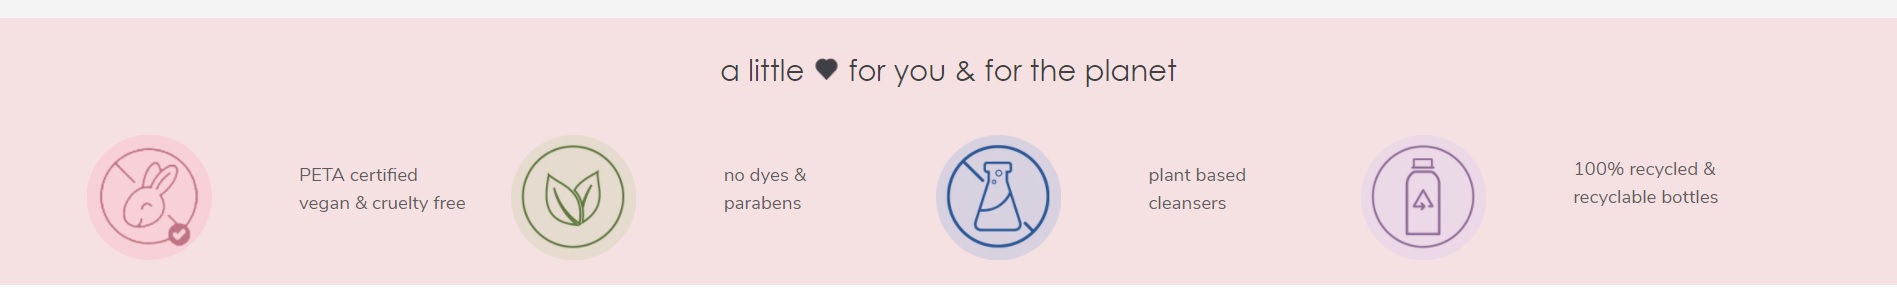 a little ♥ for you & for the planet
PETA certified
vegan & cruelty free
no dyes &
parabens
plant based
cleansers
100% recycled &
recyclable bottles